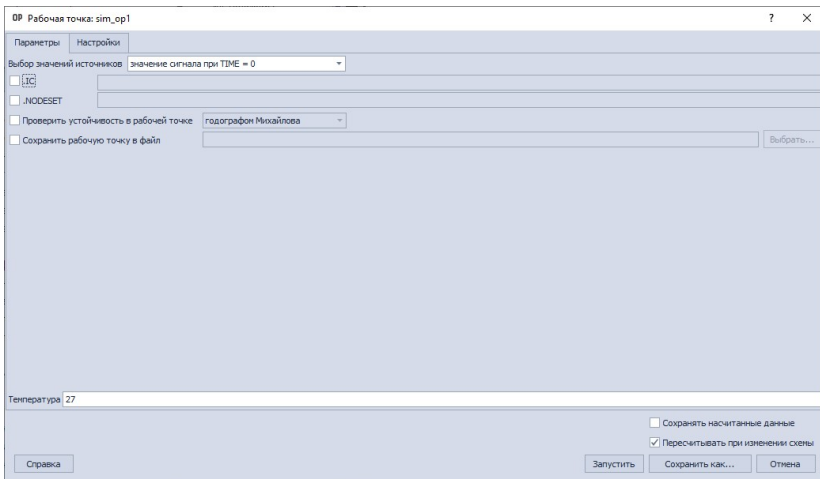 OP Рабочая точка: sim_op1 ?
Параметры Настройки
Выбор значений источников значение сигнала при TIME = 0
.IC
.NODESET
Проверить устойчивость в рабочей точке годографом Михайлова
Сохранить рабочую точку в файл Выбрать...
Температура 27
Сохранять насчитанные данные
Пересчитывать при изменении схемы
Справка Запустить Сохранить как... Отмена